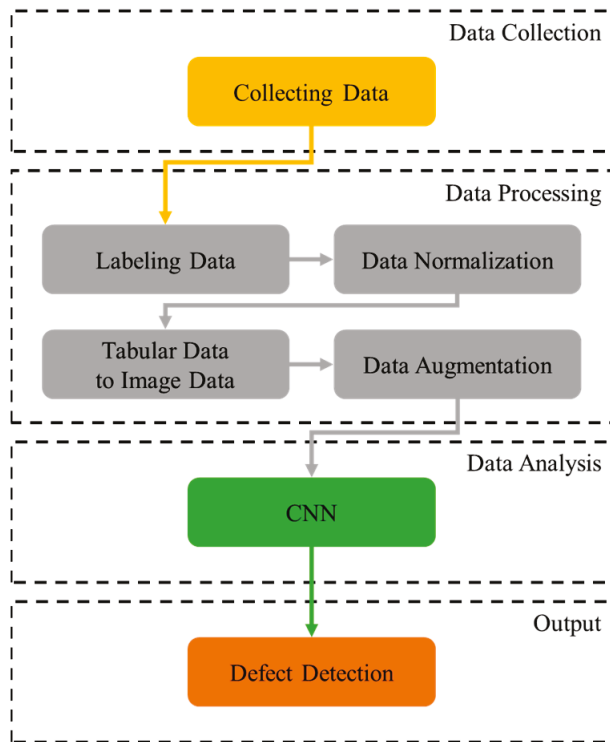 Data Collection
Collecting Data
Data Processing
Labeling Data
Data Normalization
Tabular Data
to Image Data
Data Augmentation
Data Analysis
CNN
Output
Defect Detection